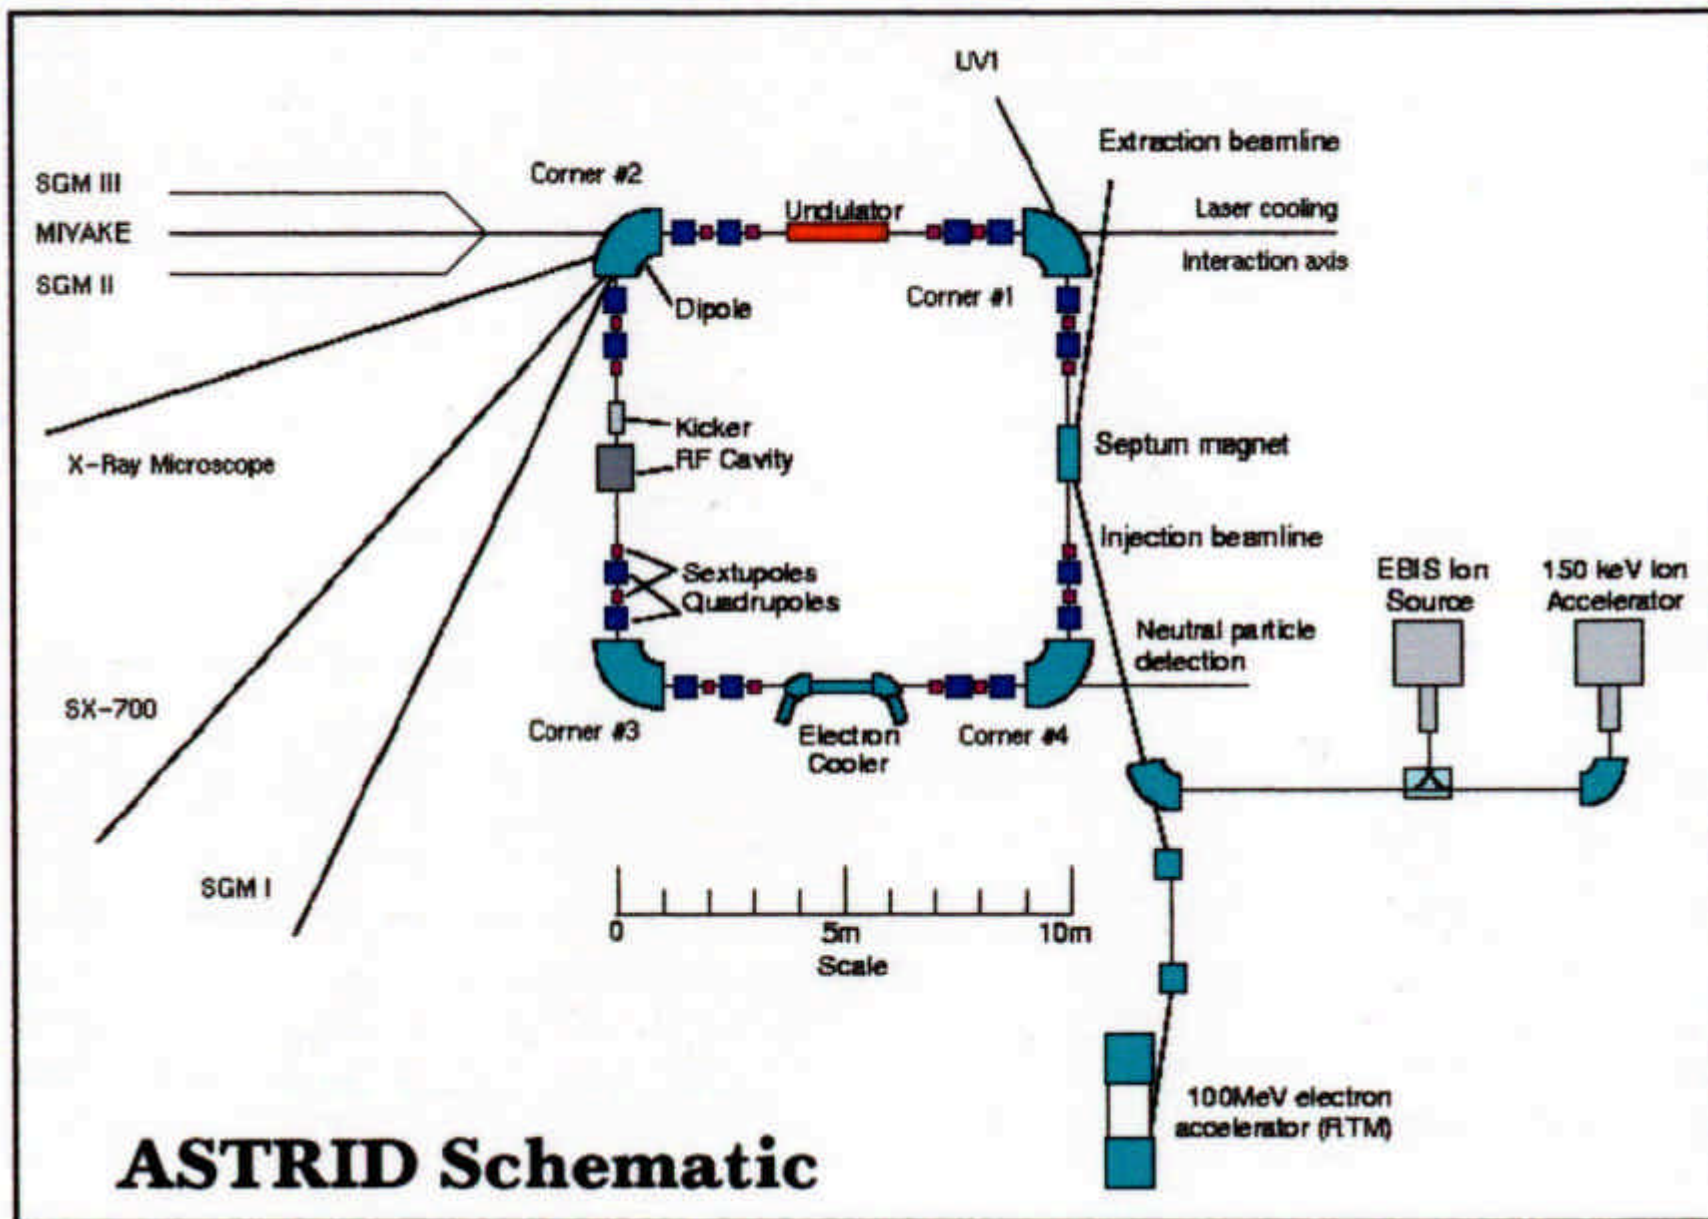 UV1
Extraction beamline
Corner #2
SGM III
Undulator
Laser cooling
MIYAKE
Interaction axis
SGM II
Corner #1
Dipole
Kicker
Septum magnet
X-Ray Microscope
RF Cavity
Injection beamline
Sextupoles
EBIS Ion
Source
150 keV Ion
Accelerator
Quadrupoles
Neutral particle
detection
SX-700
Corner #3
Electron
Cooler
Corner #4
SGM I
0
5m
10m
Scale
100MeV electron
accelerator (RTM)
ASTRID Schematic